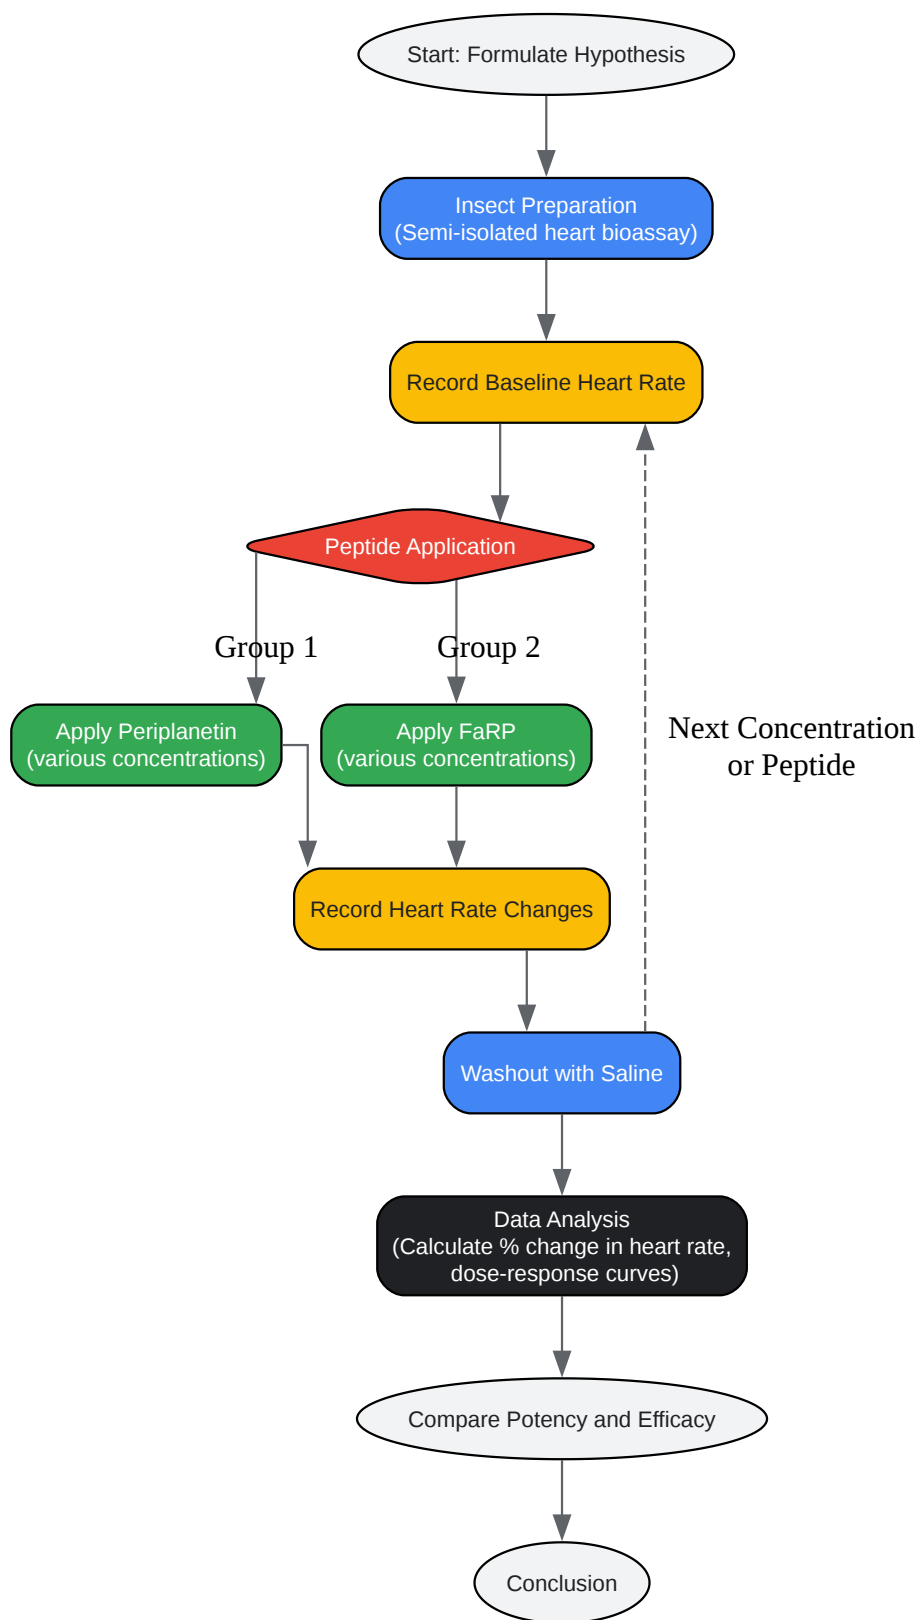 Start: Formulate Hypothesis
Insect Preparation
(Semi-isolated heart bioassay)
Record Baseline Heart Rate
Peptide Application
Group 1
Group 2
Apply Periplanetin
(various concentrations)
Apply FaRP
(various concentrations)
Next Concentration
or Peptide
Record Heart Rate Changes
Washout with Saline
Data Analysis
(Calculate % change in heart rate,
dose-response curves)
Compare Potency and Efficacy
Conclusion